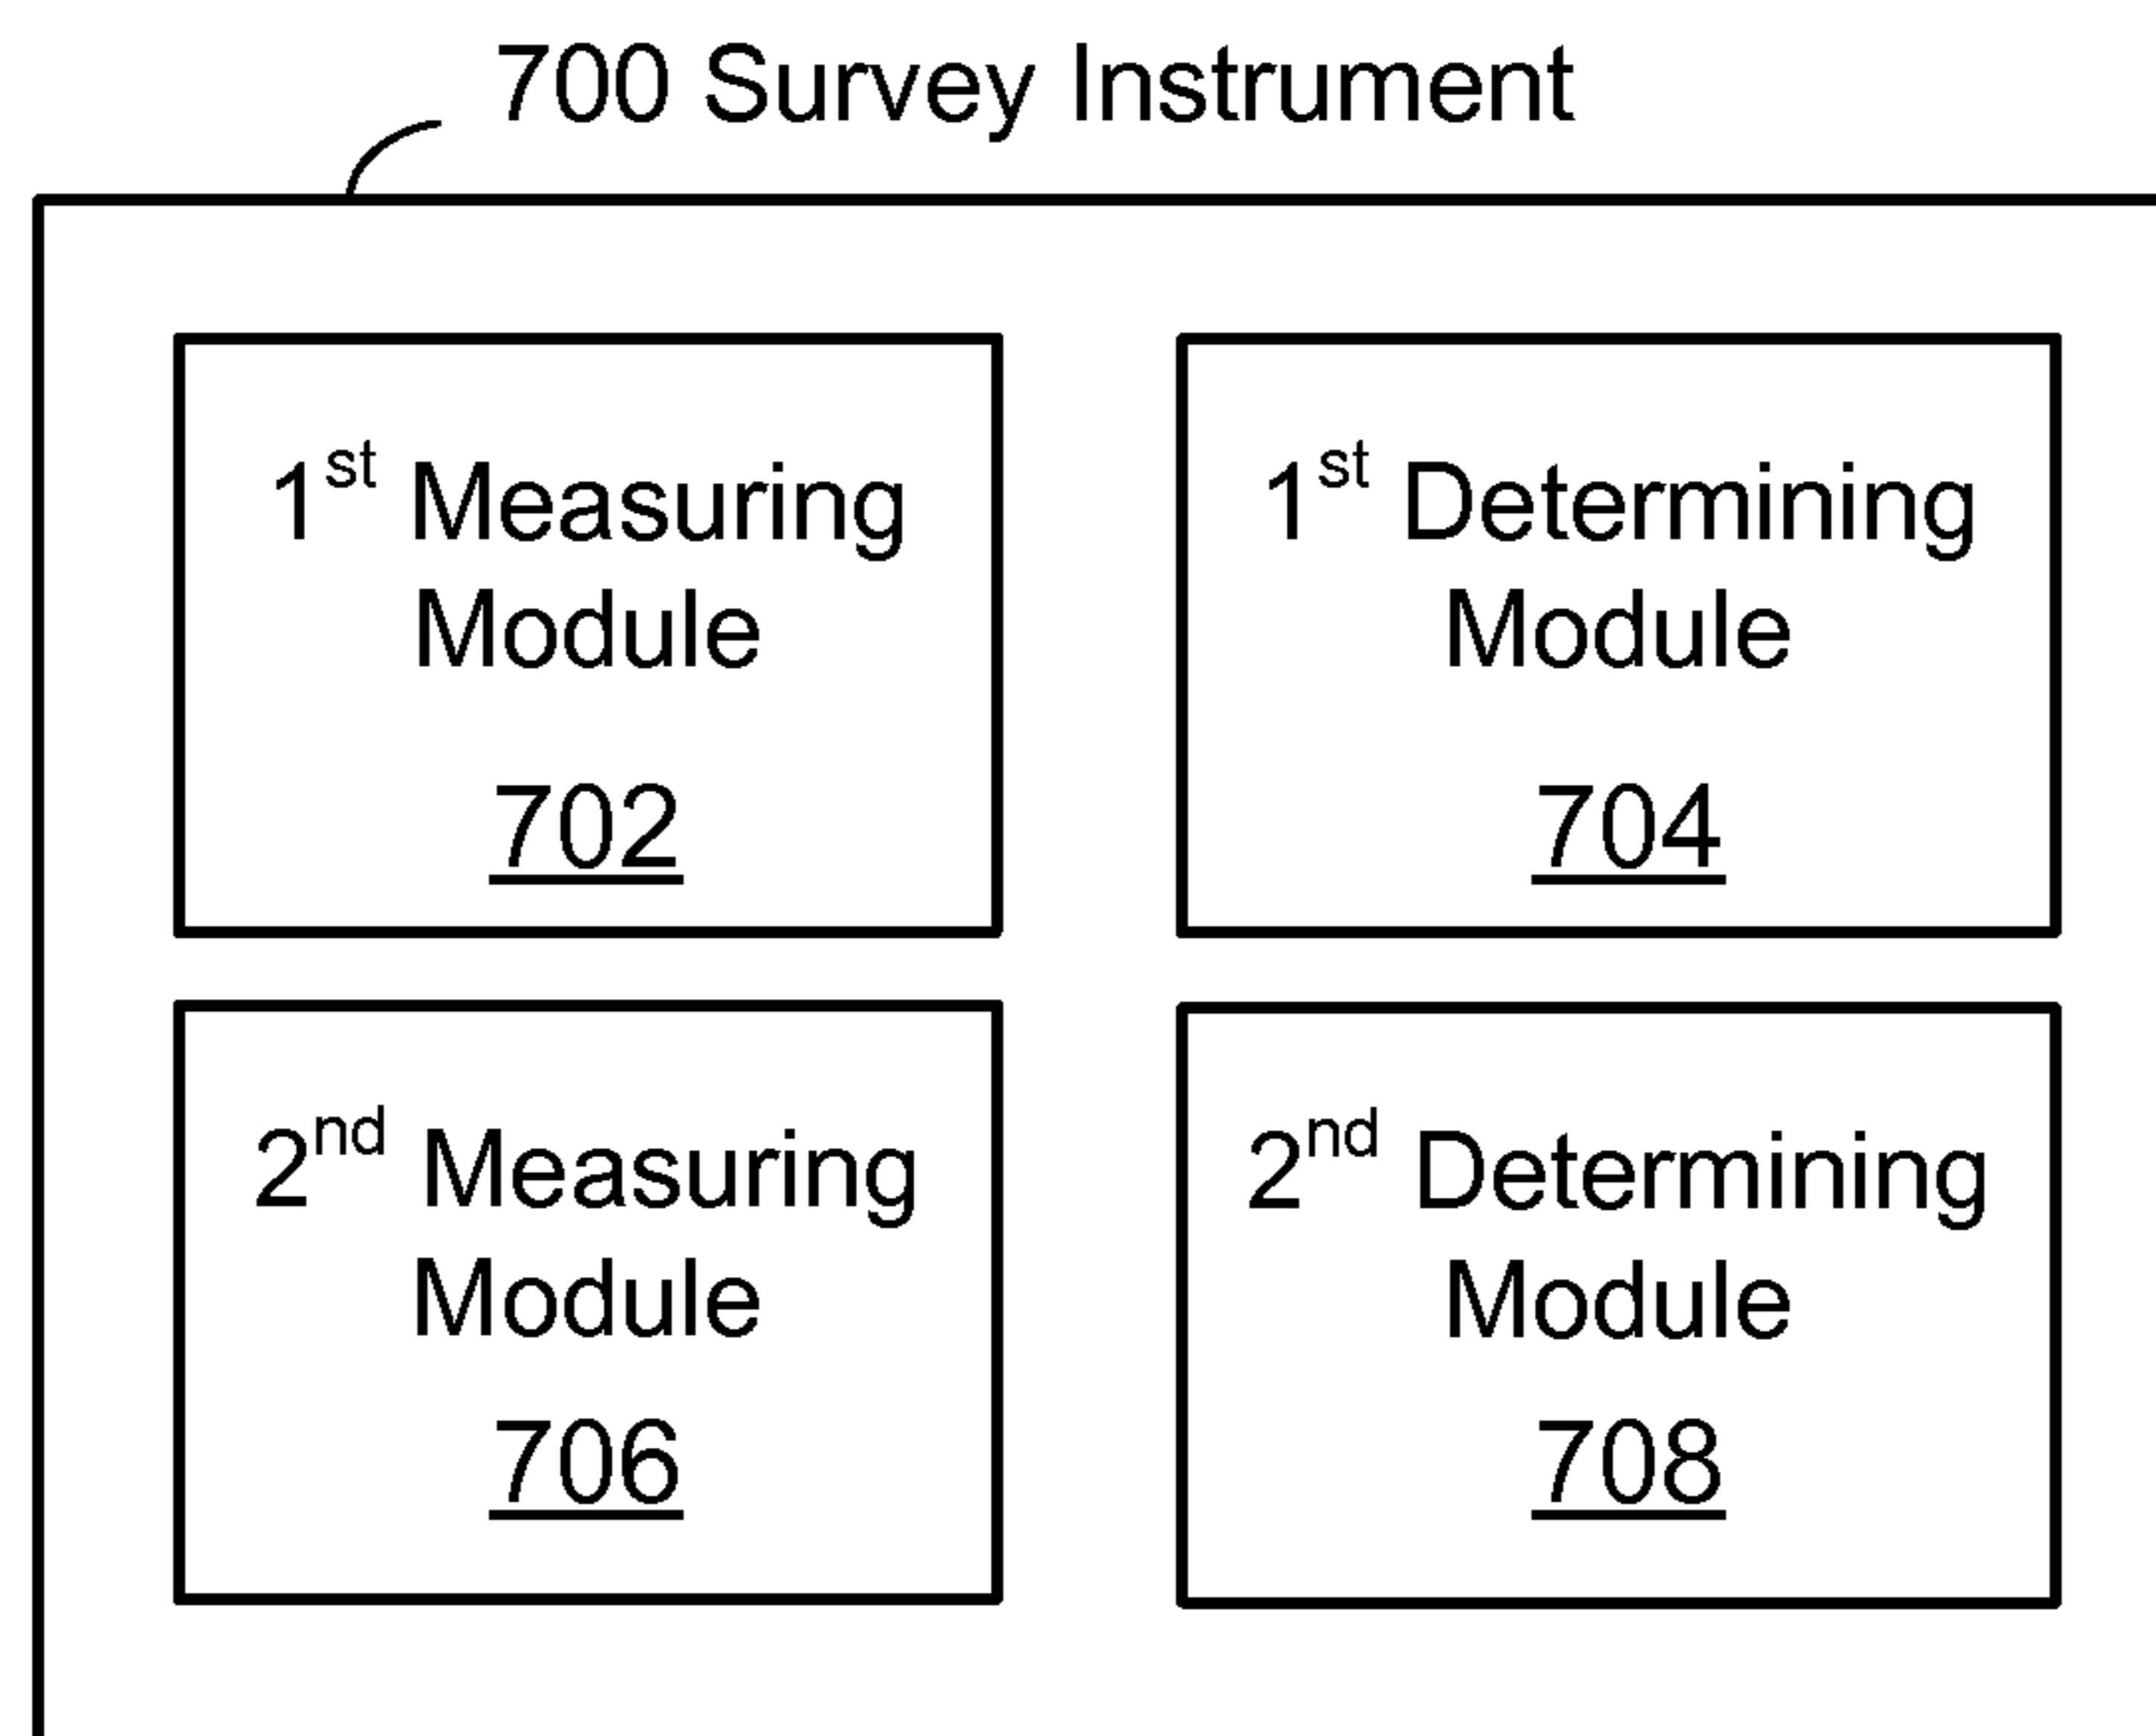 700 Survey Instrument
1st Measuring
Module
702
1st Determining
Module
704
2nd Measuring
Module
706
2nd Determining
Module
708